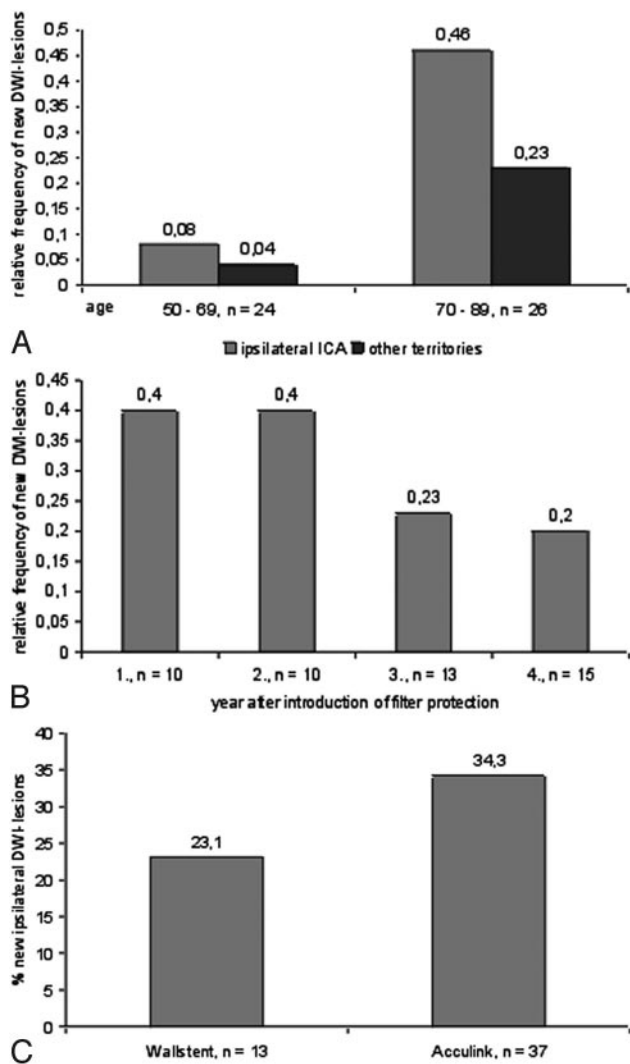 relative frequency of new DWI-lesions
0,5
0,45
0,4
0,35
0,3
0,25
0,2
0,15
0,1
0,05
0
0,08
0,04
0,46
0,23
age
50 - 69, n = 24
70 - 89, n = 26
A
ipsilateral ICA other territories
relative frequency of new DWI-lesions
0,45
0,4
0,35
0,3
0,25
0,2
0,15
0,1
0,05
0
0,4
0,4
0,23
0,2
1., n = 10
2., n = 10
3., n = 13
4., n = 15
B
year after introduction of filter protection
% new ipsilateral DWI-lesions
40
35
30
25
20
15
10
5
0
23,1
34,3
C
Wallstent, n = 13
Acculink, n = 37